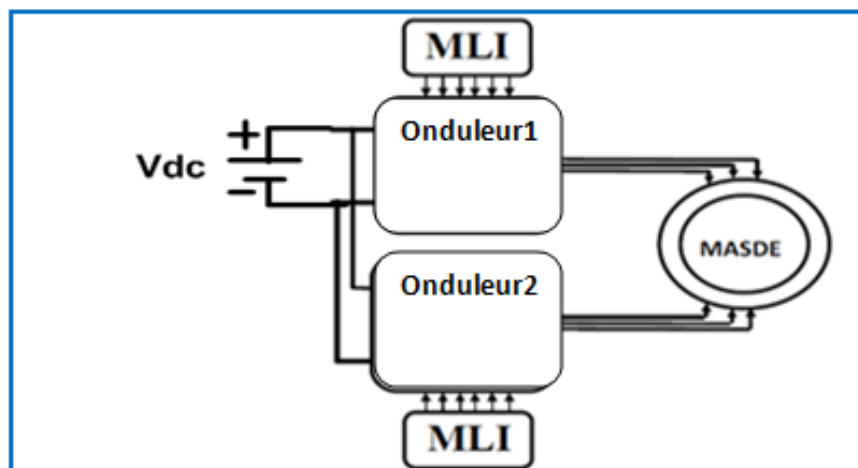 MLI
Onduleur1
+
Vdc
−
MASDE
Onduleur2
MLI